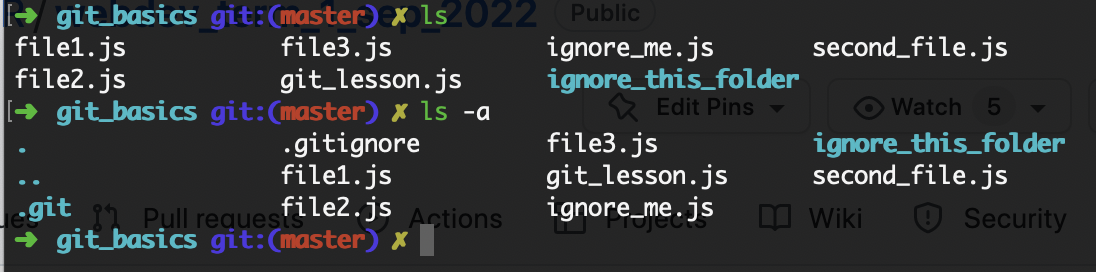 R / webdev_term_1_sep_2022 Public
[➜ git_basics git:(master) ✗ ls
file1.js file3.js ignore_me.js second_file.js
file2.js git_lesson.js ignore_this_folder
Edit Pins Watch 5
[➜ git_basics git:(master) ✗ ls -a
. .gitignore file3.js ignore_this_folder
.. file1.js git_lesson.js second_file.js
.git file2.js ignore_me.js
Pull requests Actions Projects Wiki Security
➜ git_basics git:(master) ✗